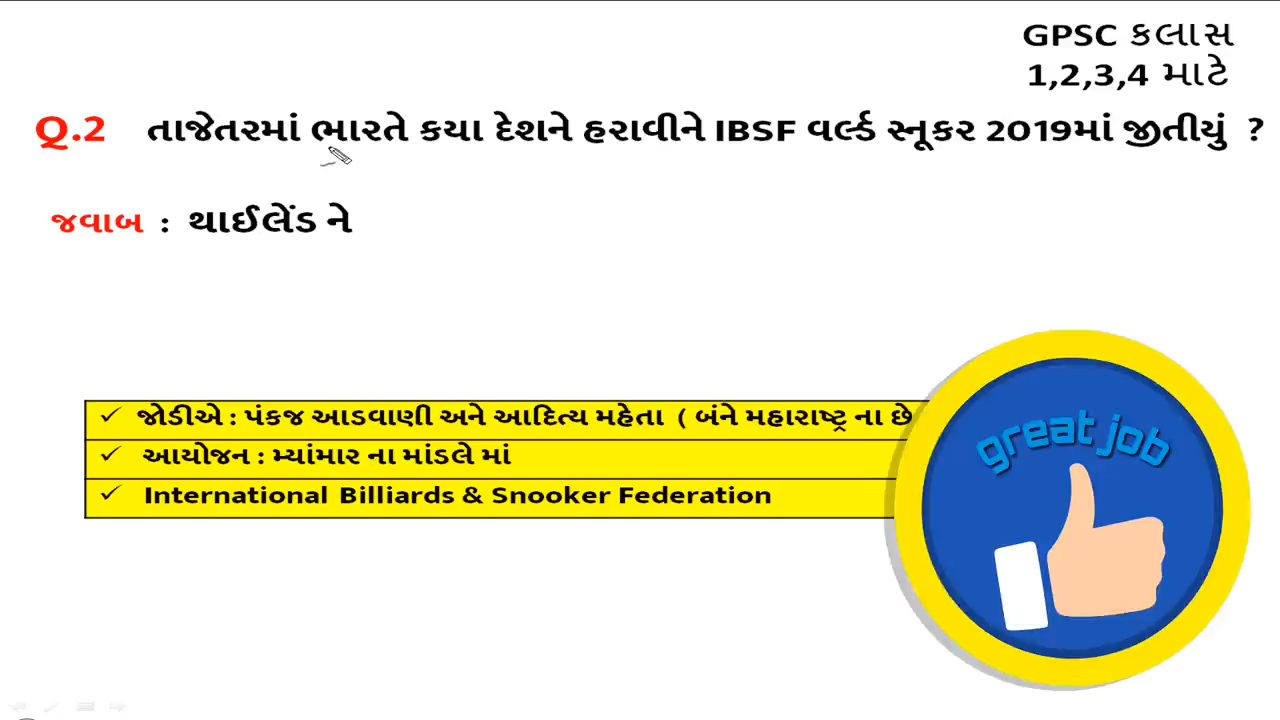 GPSC કલાસ
1,2,3,4 માટે
Q.2 તાજેતરમાં ભારતે કયા દેશને હરાવીને IBSF વર્લ્ડ સ્નૂકર 2019માં જીતીયું ?
જવાબ : થાઈલેંડ ને
જોડીએ : પંકજ આડવાણી અને આદિત્ય મહેતા ( બંને મહારાષ્ટ્ર ના છે
આયોજન : મ્યાંમાર ના માંડલે માં
International Billiards & Snooker Federation
great job